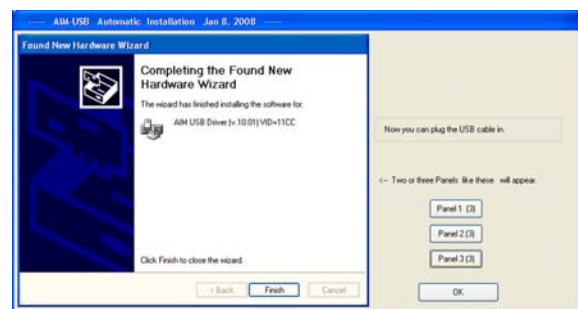 ----- AIM-USB Automatic Installation Jan 8, 2008 -----
Found New Hardware Wizard
Completing the Found New
Hardware Wizard
The wizard has finished installing the software for:
AIM USB Driver (v.10.01) VID=11CC
Click Finish to close the wizard.
< Back
Finish
Cancel
Now you can plug the USB cable in.
<-- Two or three Panels like these will appear.
Panel 1 (3)
Panel 2 (3)
Panel 3 (3)
OK